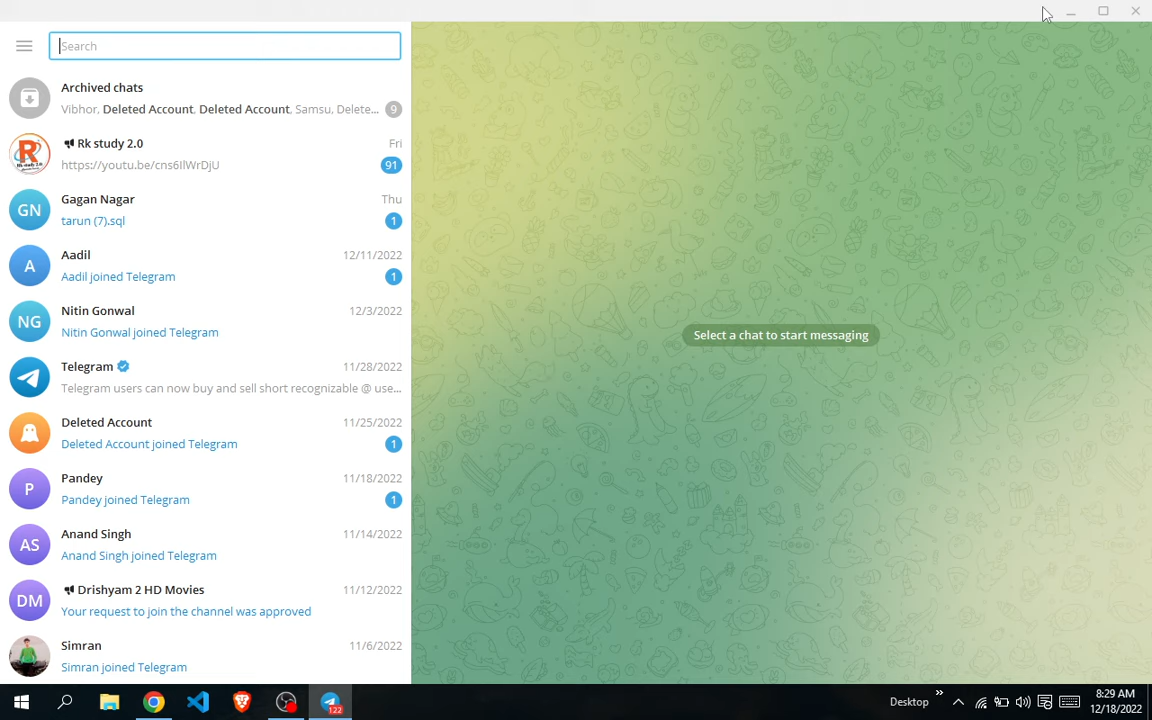 Search
Archived chats
Vibhor, Deleted Account, Deleted Account, Samsu, Delete... 9
Rk study 2.0 Fri
https://youtu.be/cns6IlWrDjU 91
GN Gagan Nagar Thu
tarun (7).sql 1
A Aadil 12/11/2022
Aadil joined Telegram 1
NG Nitin Gonwal 12/3/2022
Nitin Gonwal joined Telegram
Telegram 11/28/2022
Telegram users can now buy and sell short recognizable @ use...
Deleted Account 11/25/2022
Deleted Account joined Telegram 1
P Pandey 11/18/2022
Pandey joined Telegram 1
AS Anand Singh 11/14/2022
Anand Singh joined Telegram
DM Drishyam 2 HD Movies 11/12/2022
Your request to join the channel was approved
Simran 11/6/2022
Simran joined Telegram
Select a chat to start messaging
122
Desktop
8:29 AM
12/18/2022